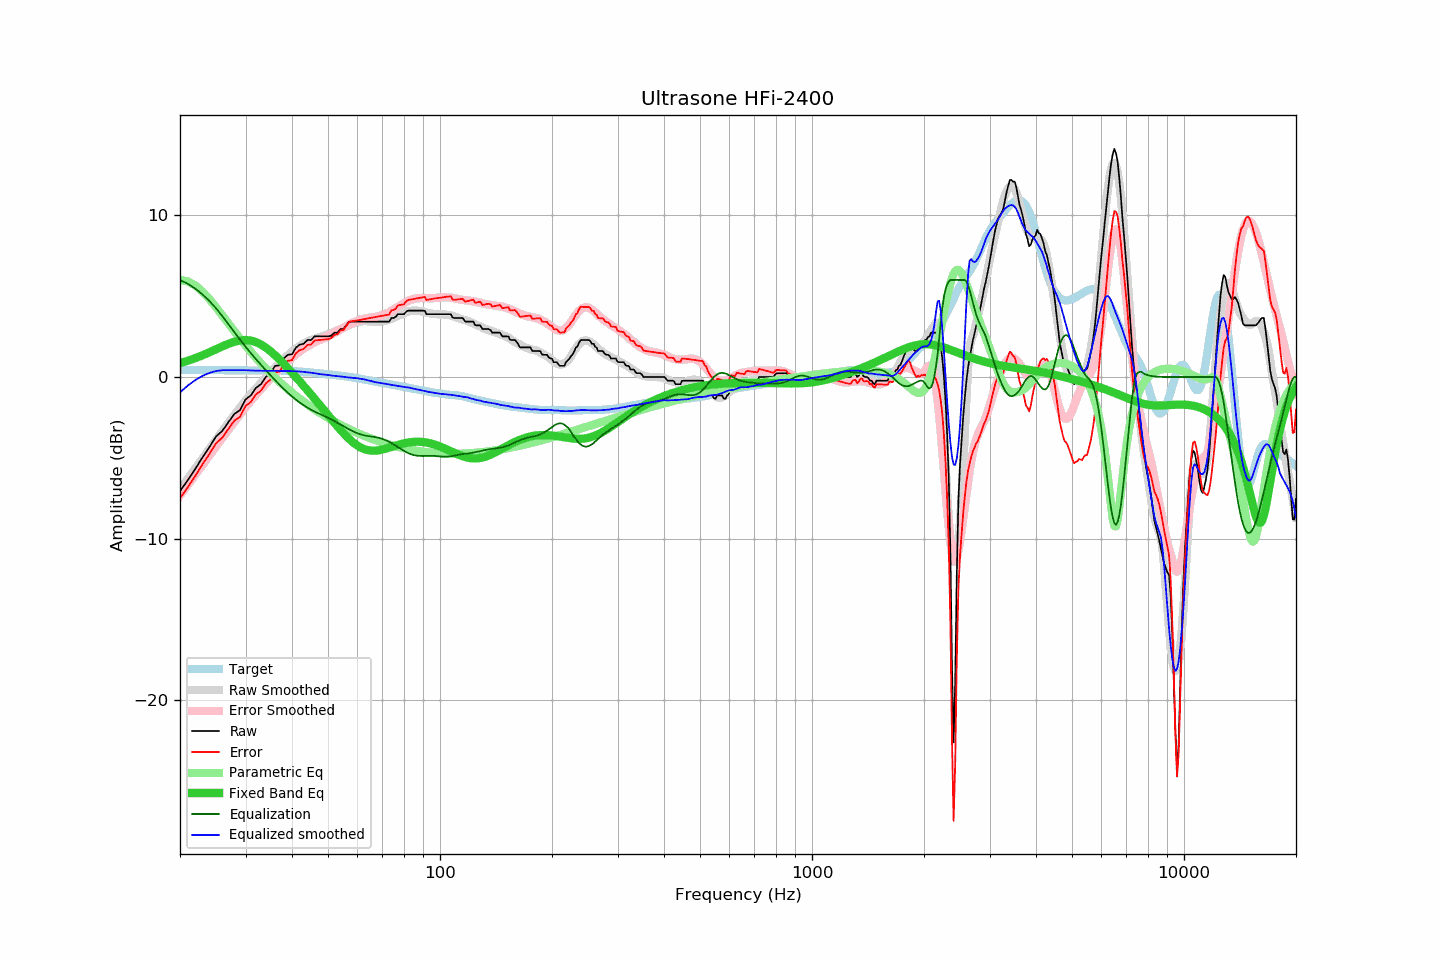 Ultrasone HFi-2400
Amplitude (dBr)
10
0
−10
−20
Target
Raw Smoothed
Error Smoothed
Raw
Error
Parametric Eq
Fixed Band Eq
Equalization
Equalized smoothed
100
1000
10000
Frequency (Hz)